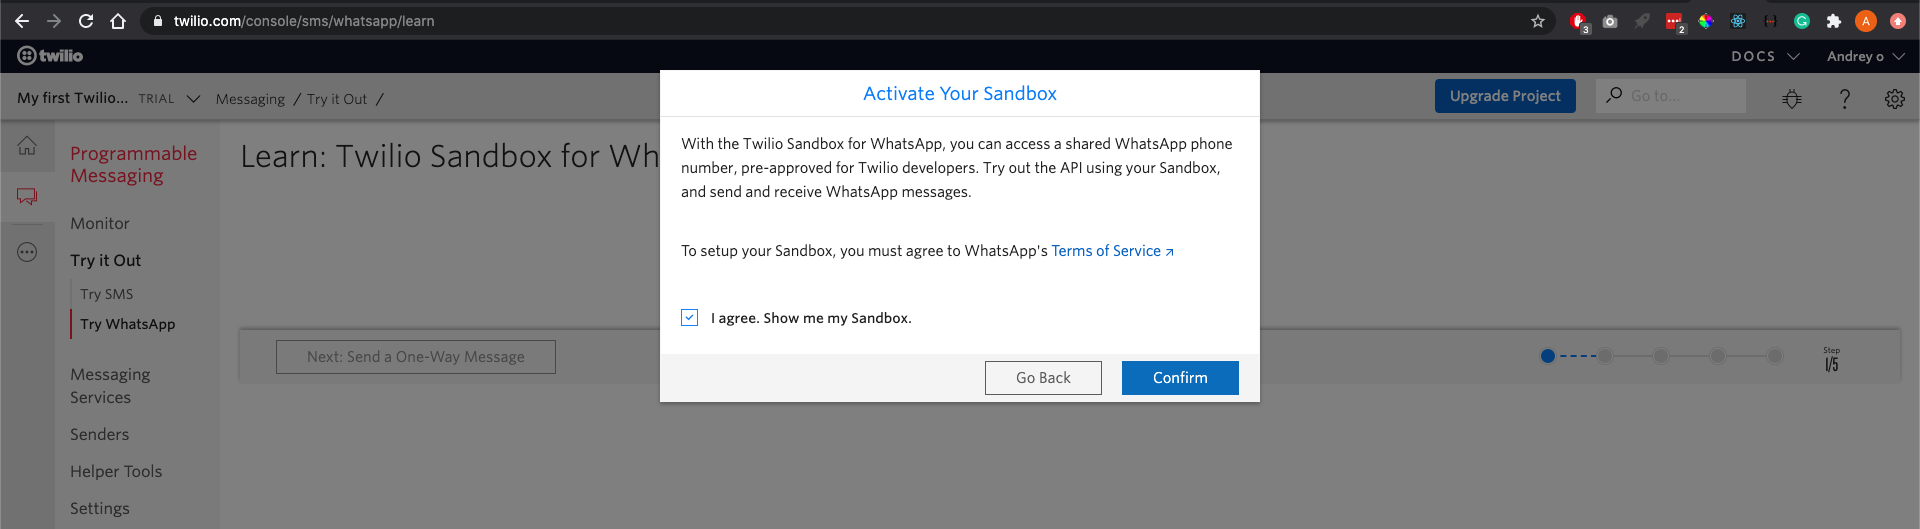 twilio.com/console/sms/whatsapp/learn
3
2
A
twilio
DOCS
Andrey o
My first Twilio... TRIAL
Messaging / Try it Out /
Upgrade Project
Go to...
?
Programmable
Messaging
Monitor
Try it Out
Try SMS
Try WhatsApp
Messaging
Services
Senders
Helper Tools
Settings
Learn: Twilio Sandbox for Wh
Activate Your Sandbox
With the Twilio Sandbox for WhatsApp, you can access a shared WhatsApp phone
number, pre-approved for Twilio developers. Try out the API using your Sandbox,
and send and receive WhatsApp messages.
To setup your Sandbox, you must agree to WhatsApp's Terms of Service
I agree. Show me my Sandbox.
Go Back
Confirm
Next: Send a One-Way Message
Step
1/5